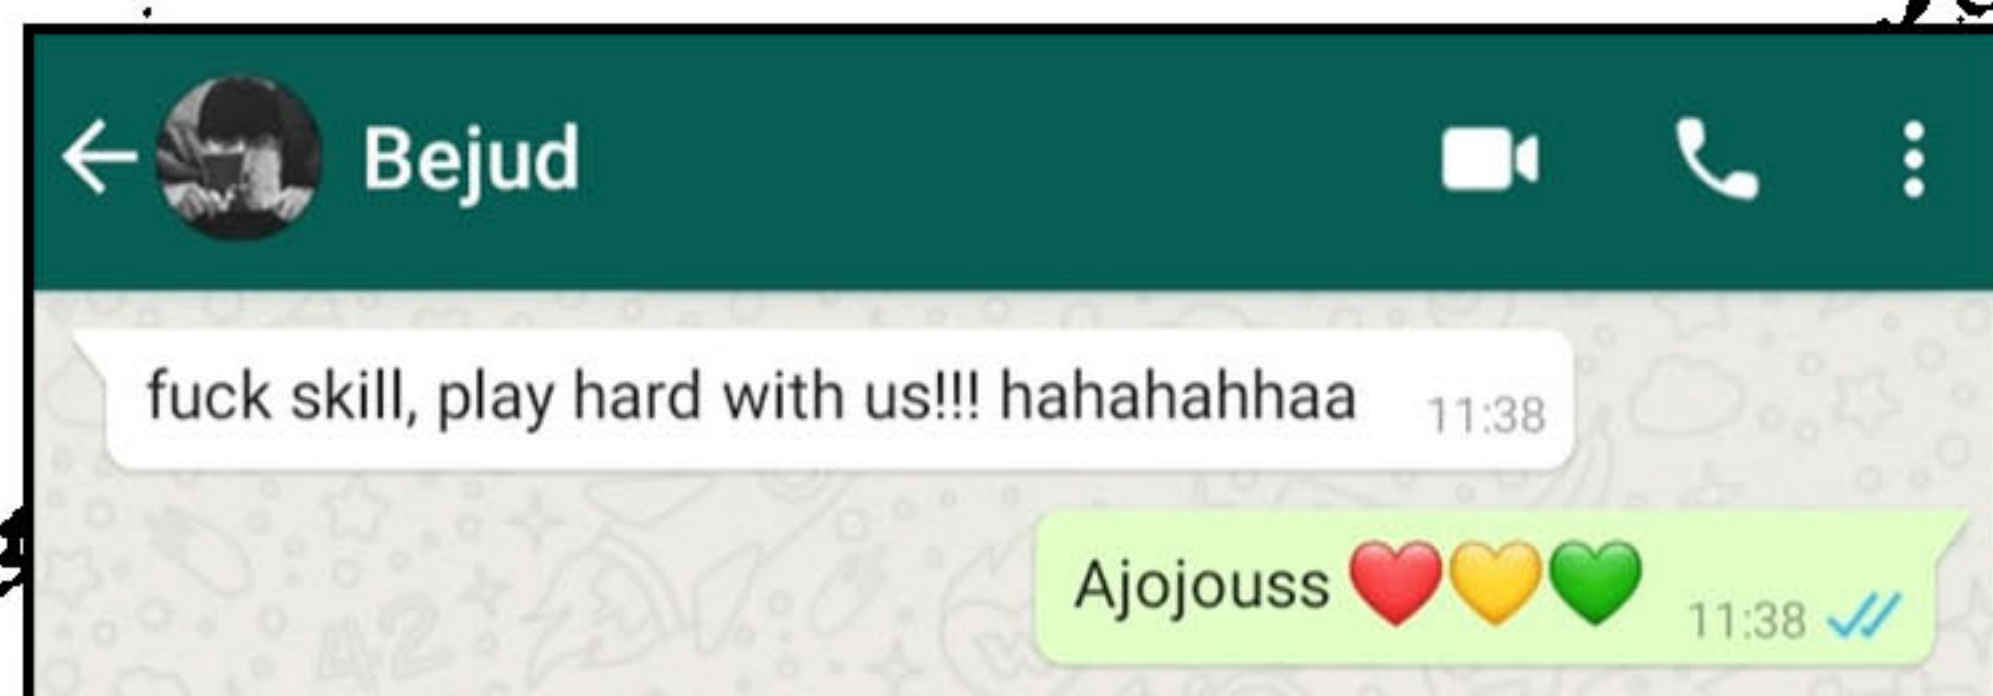 Bejud
fuck skill, play hard with us!!! hahahahhaa 11:38
Ajojouss ❤️💛💚 11:38